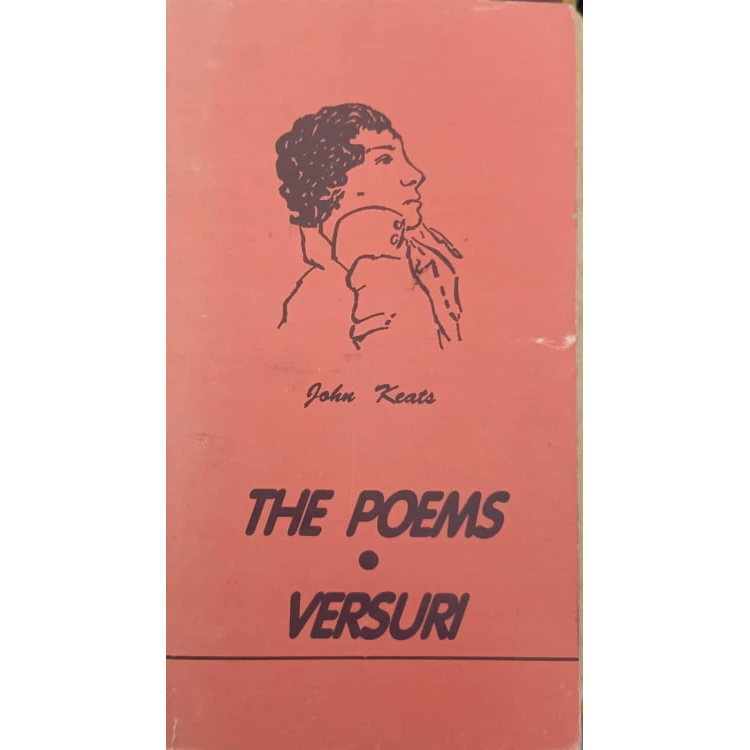 John Keats
THE POEMS
•
VERSURI